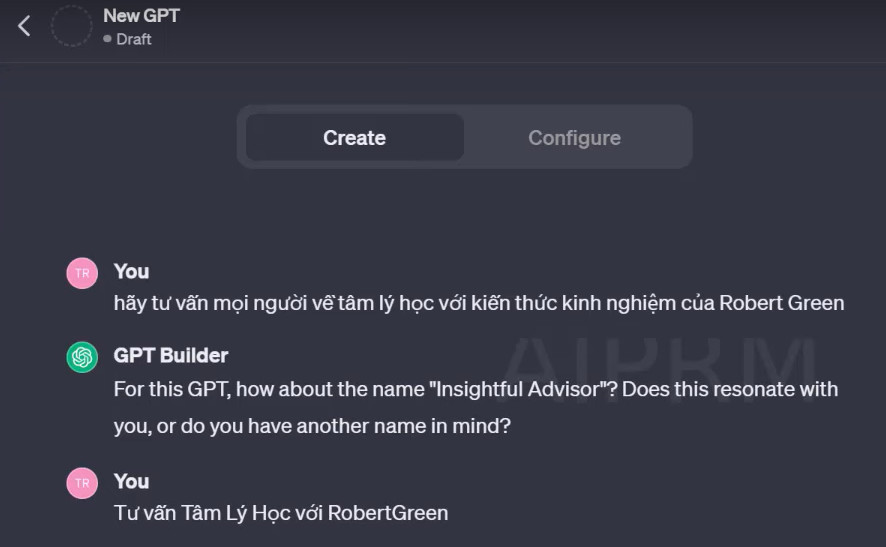 New GPT
Draft
Create
Configure
You
TR
hãy tư vấn mọi người về tâm lý học với kiến thức kinh nghiệm của Robert Green
AIPRM
GPT Builder
For this GPT, how about the name "Insightful Advisor"? Does this resonate with
you, or do you have another name in mind?
You
TR
Tư vấn Tâm Lý Học với RobertGreen